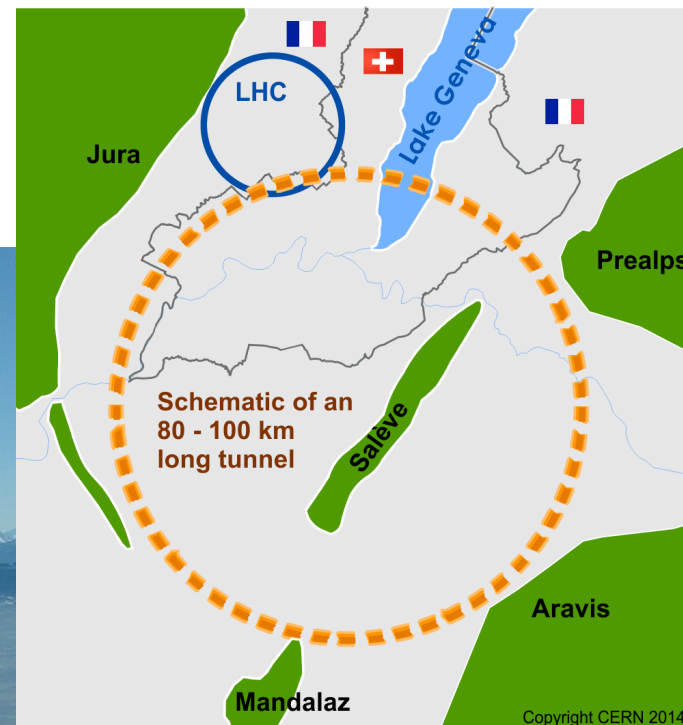 LHC
Lake Geneva
Jura
Prealps
Schematic of an
80 - 100 km
long tunnel
Salève
Aravis
Mandalaz
Copyright CERN 2014